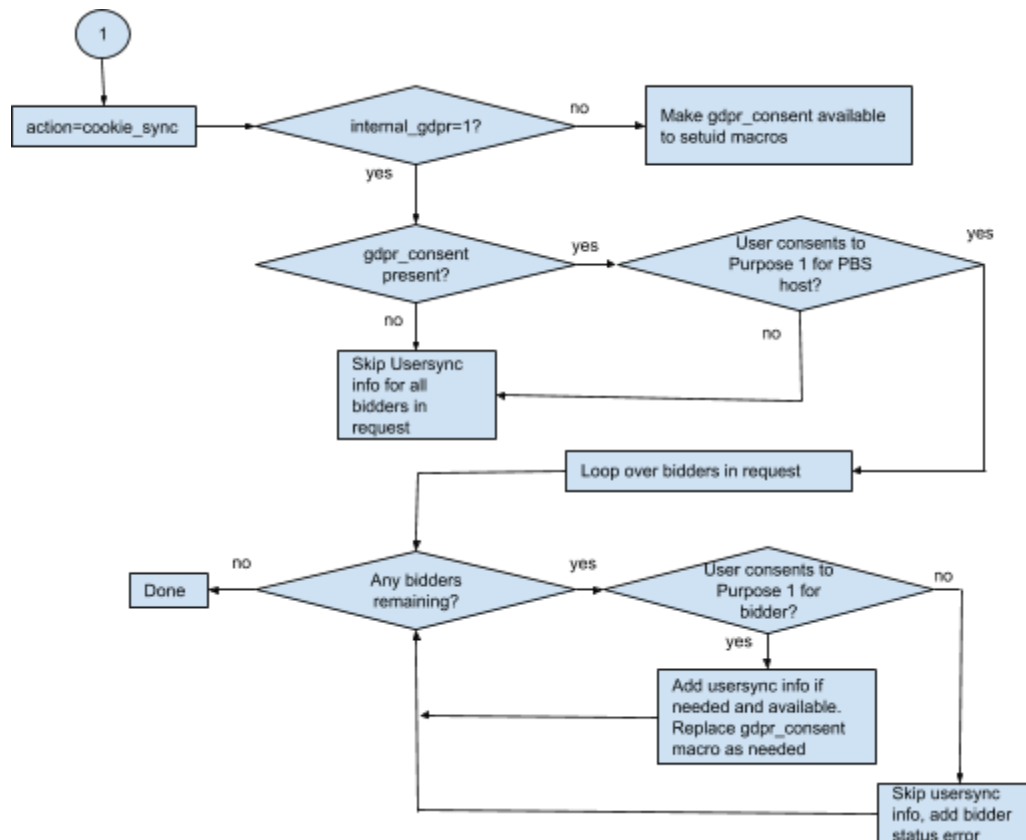 1
action=cookie_sync
internal_gdpr=1?
no
Make gdpr_consent available
to setuid macros
yes
gdpr_consent
present?
yes
User consents to
Purpose 1 for PBS
host?
yes
no
no
Skip Usersync
info for all
bidders in
request
Loop over bidders in request
no
Done
Any bidders
remaining?
yes
User consents to
Purpose 1 for
bidder?
no
yes
Add usersync info if
needed and available.
Replace gdpr_consent
macro as needed
Skip usersync
info, add bidder
status error